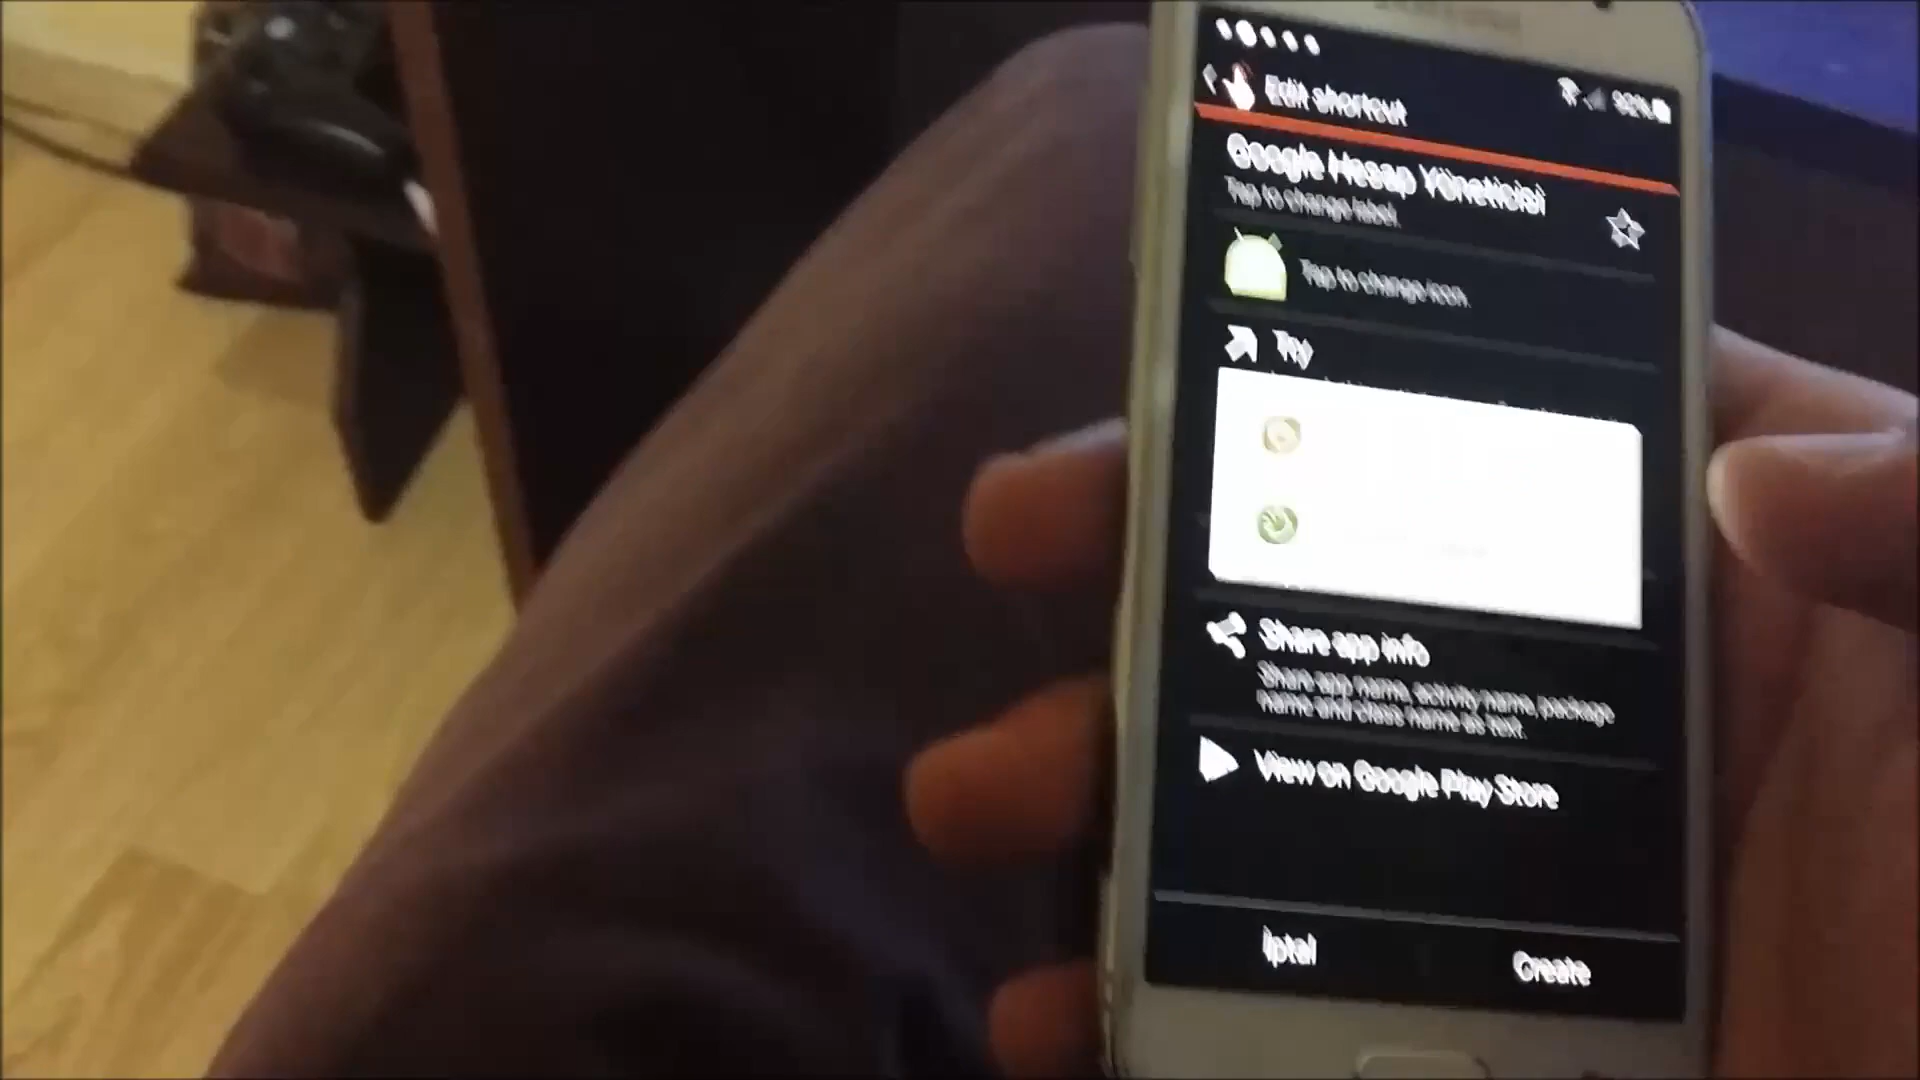 92%
Edit shortcut
Google Hesap Yöneticisi
Tap to change label.
Tap to change icon.
Try
Share app info
Share app name, activity name, package
name and class name as text.
View on Google Play Store
İptal
Create